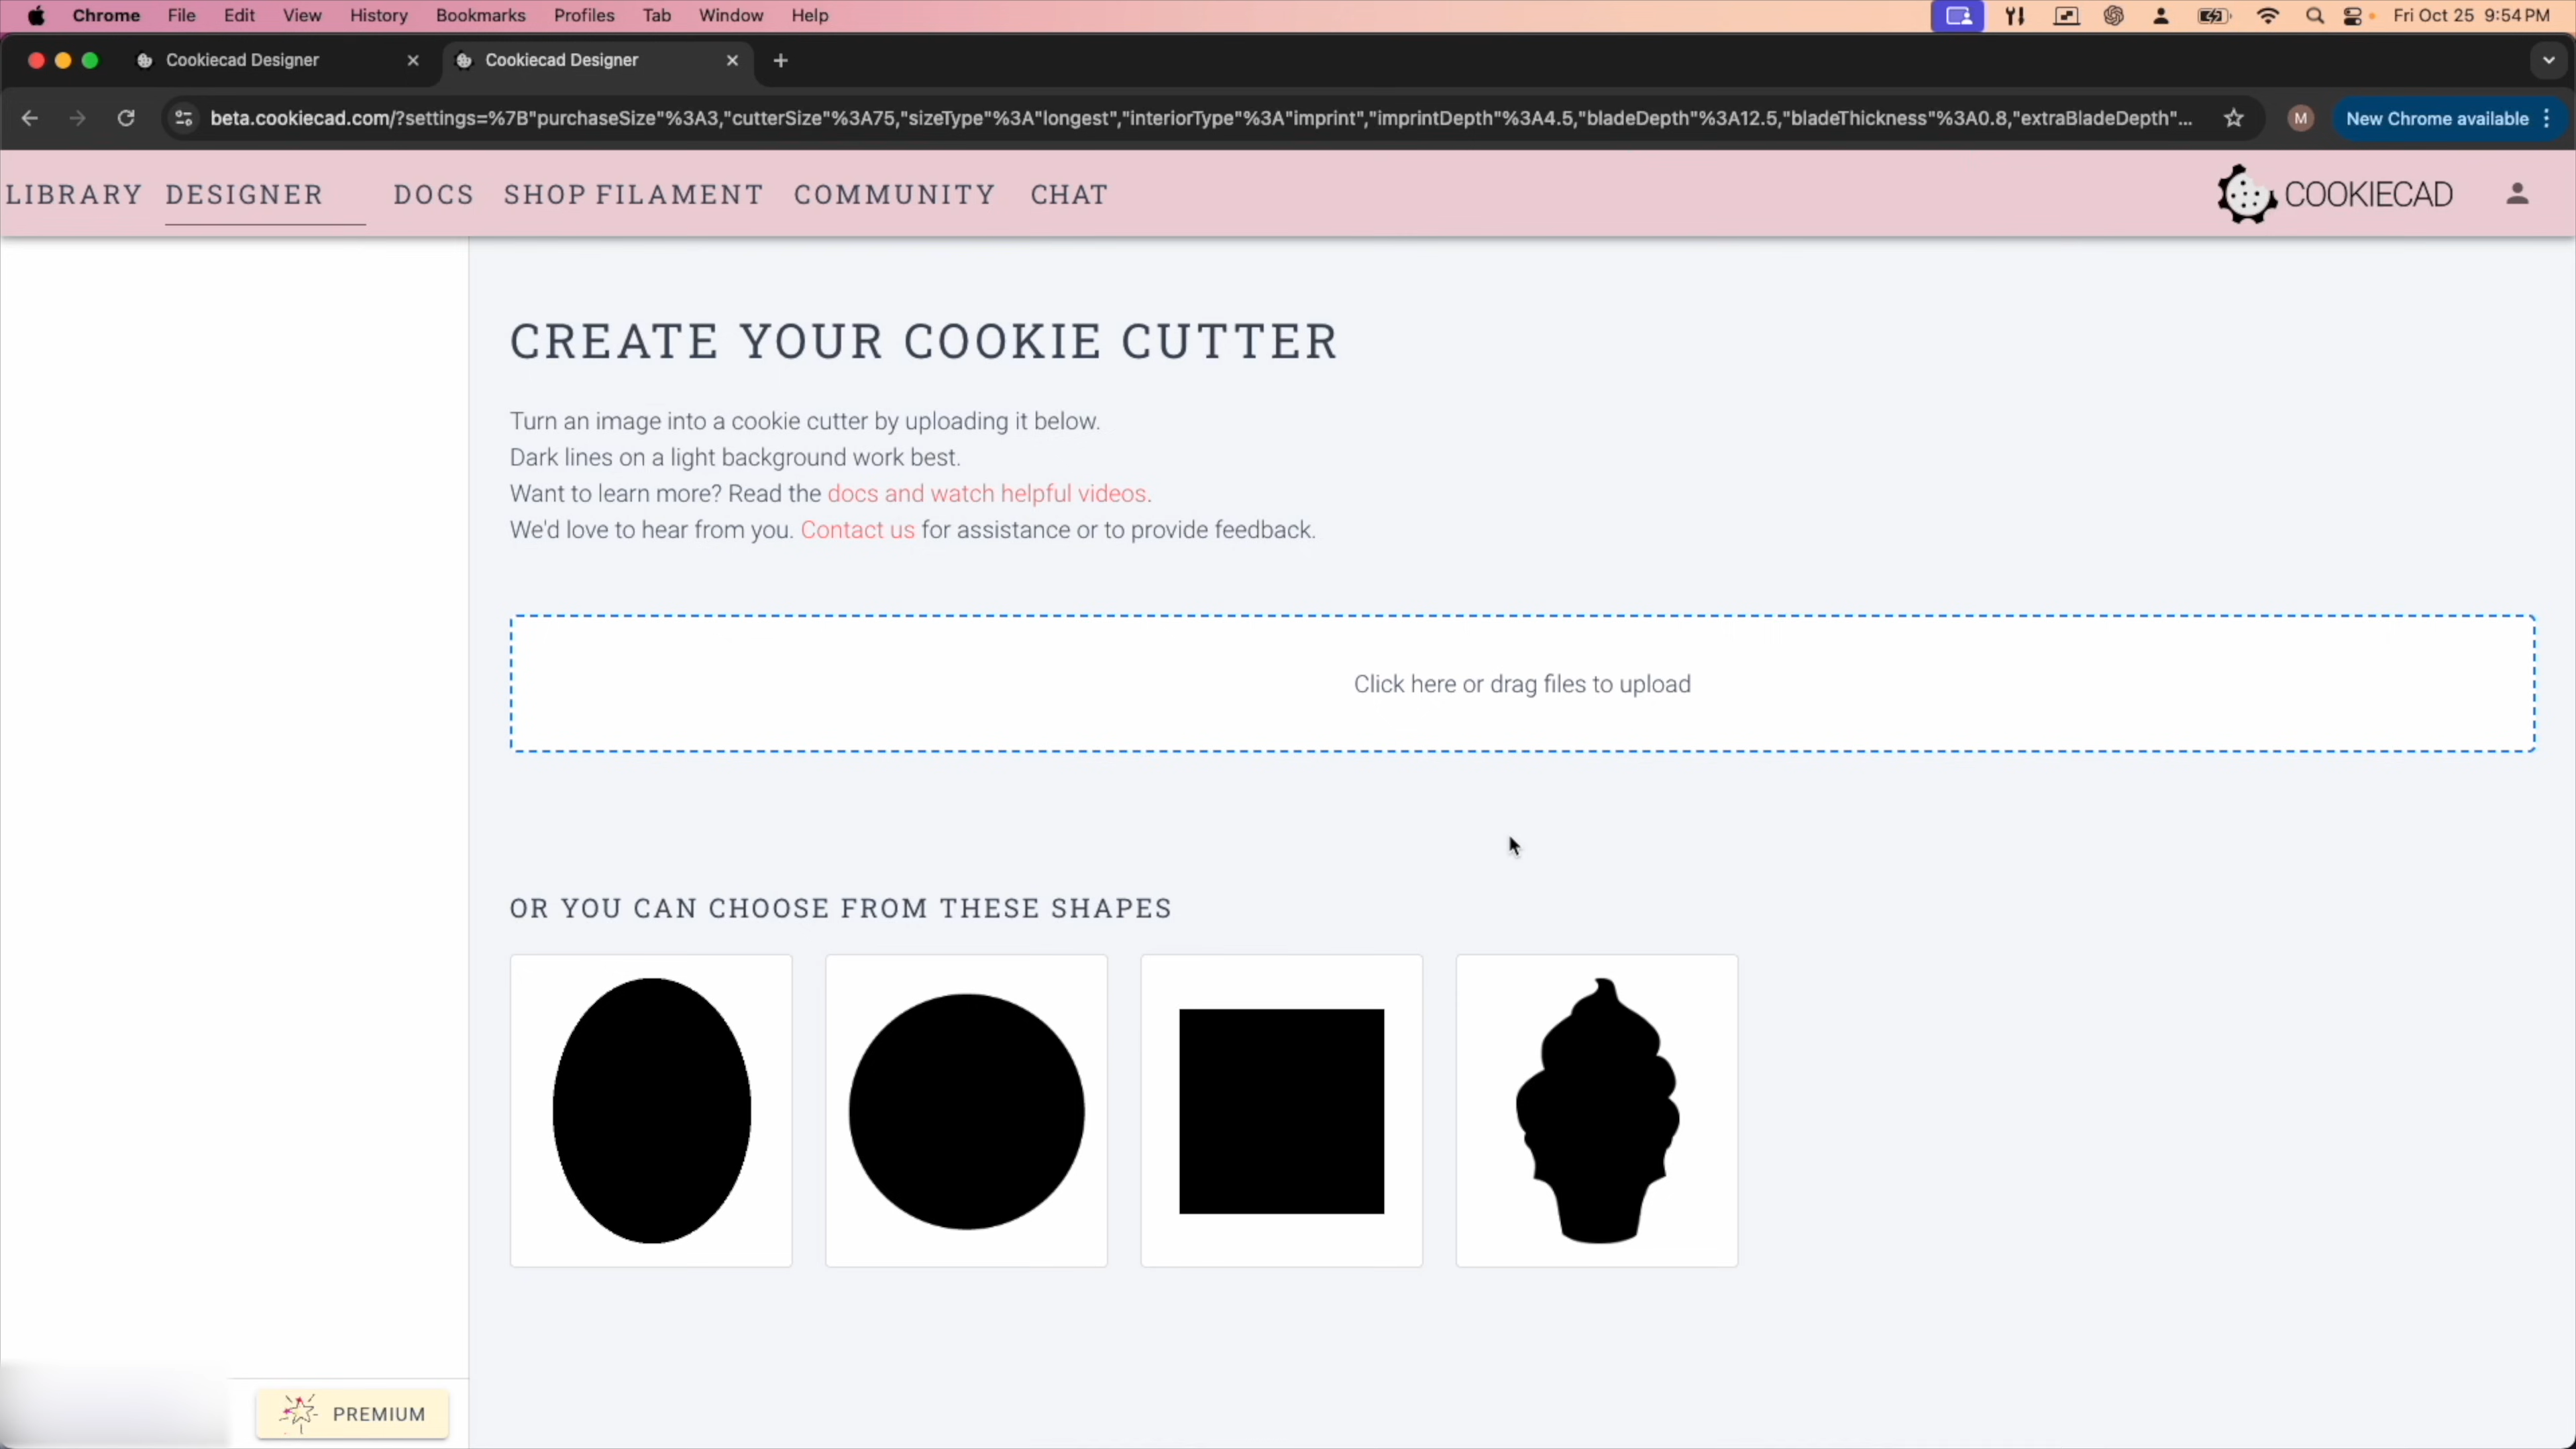 Chrome File Edit View History Bookmarks Profiles Tab Window Help Fri Oct 25 9:54 PM
Cookiecad Designer Cookiecad Designer
beta.cookiecad.com/?settings=%7B"purchaseSize"%3A3,"cutterSize"%3A75,"sizeType"%3A"longest","interiorType"%3A"imprint","imprintDepth"%3A4.5,"bladeDepth"%3A12.5,"bladeThickness"%3A0.8,"extraBladeDepth"... M New Chrome available
LIBRARY DESIGNER DOCS SHOP FILAMENT COMMUNITY CHAT COOKIECAD
CREATE YOUR COOKIE CUTTER
Turn an image into a cookie cutter by uploading it below.
Dark lines on a light background work best.
Want to learn more? Read the docs and watch helpful videos.
We'd love to hear from you. Contact us for assistance or to provide feedback.
Click here or drag files to upload
OR YOU CAN CHOOSE FROM THESE SHAPES
PREMIUM